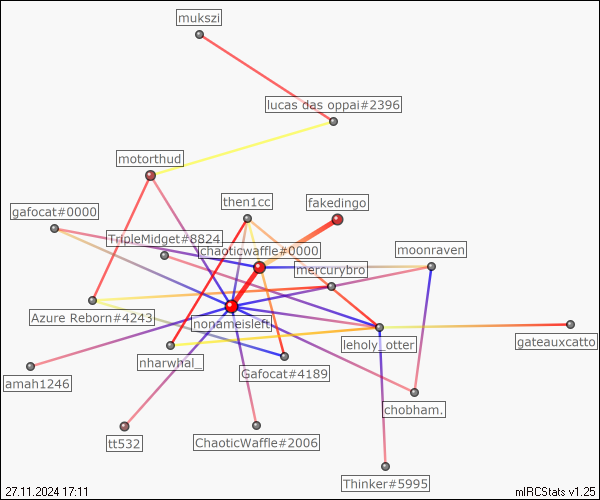 mukszi
lucas das oppai#2396
motorthud
then1cc
fakedingo
gafocat#0000
TripleMidget#8824
chaoticwaffle#0000
moonraven
mercurybro
Azure Reborn#4243
nonameisleft
leholy_otter
gateauxcatto
nharwhal_
Gafocat#4189
amah1246
chobham.
tt532
ChaoticWaffle#2006
Thinker#5995
27.11.2024 17:11
mIRCStats v1.25